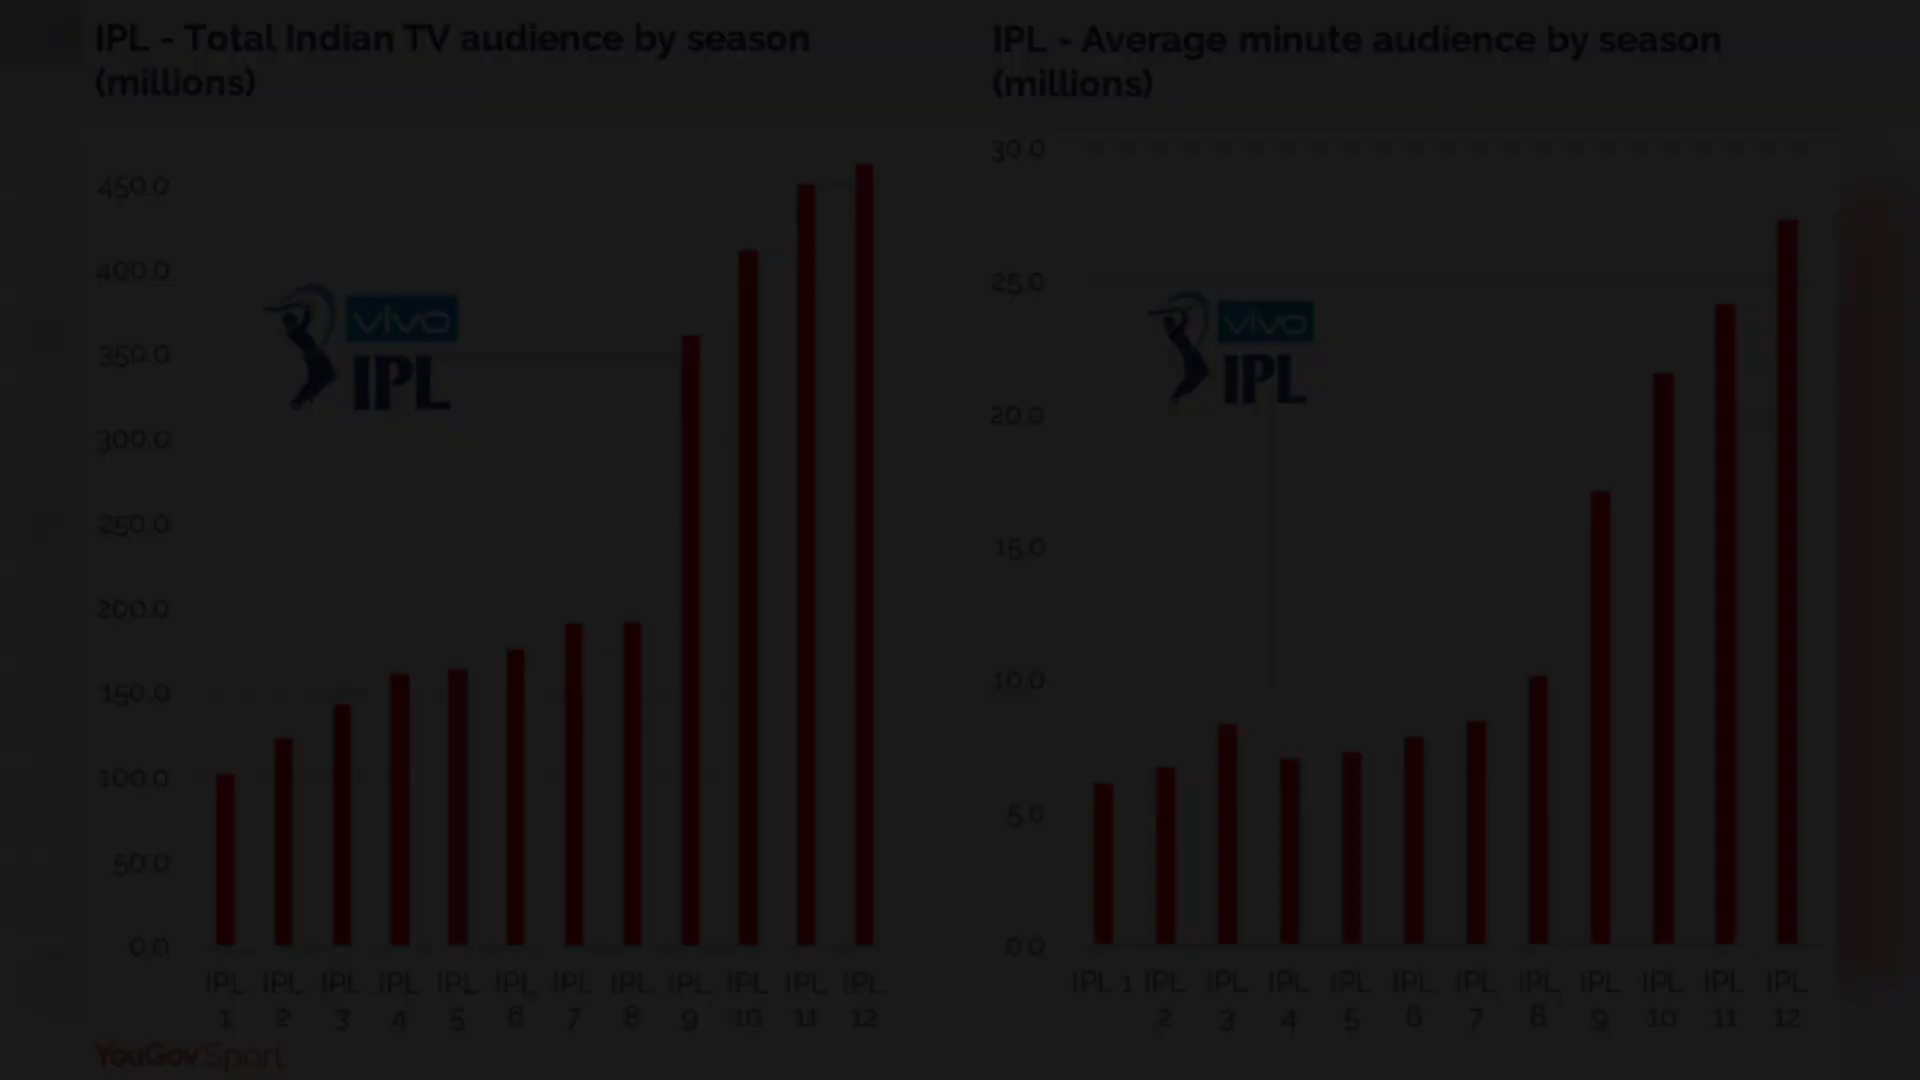 IPL - Total Indian TV audience by season
(millions)
450.0
400.0
350.0
300.0
250.0
200.0
150.0
100.0
50.0
0.0
vivo
IPL
IPL IPL IPL IPL IPL IPL IPL IPL IPL IPL IPL IPL
1 2 3 4 5 6 7 8 9 10 11 12
YouGov Sport
IPL - Average minute audience by season
(millions)
30.0
25.0
20.0
15.0
10.0
5.0
0.0
vivo
IPL
IPL 1 IPL IPL IPL IPL IPL IPL IPL IPL IPL IPL IPL
2 3 4 5 6 7 8 9 10 11 12